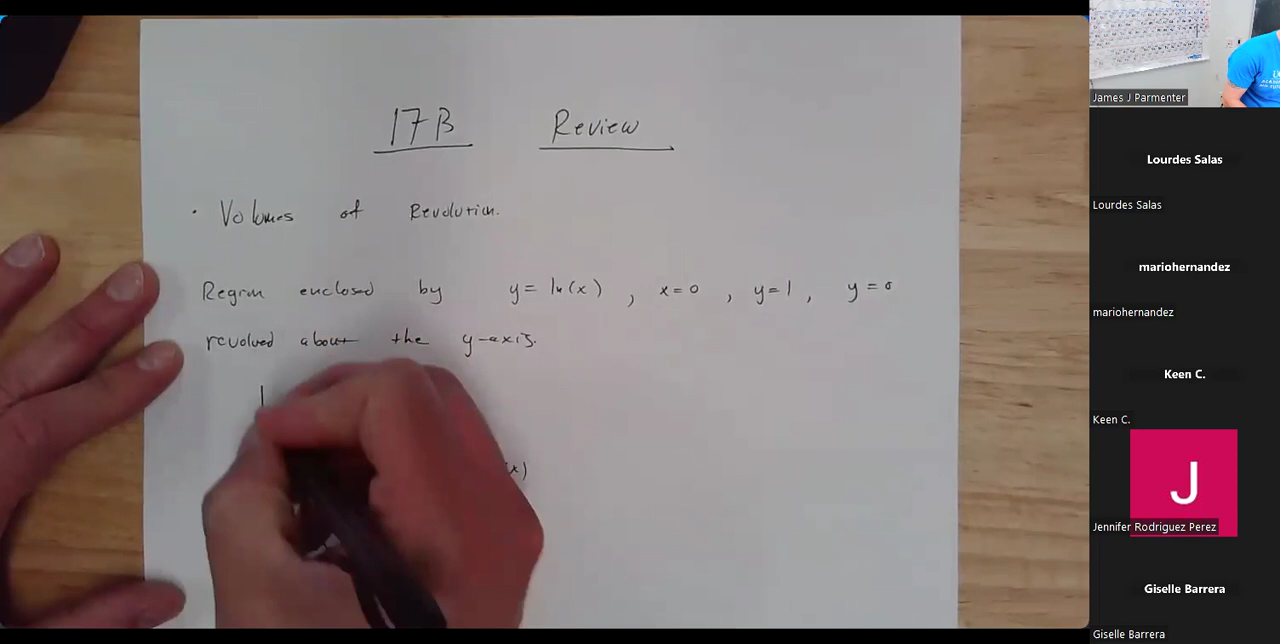 17B Review
· Volumes of Revolution.
Region enclosed by y = ln(x) , x=0 , y=1 , y=0
revolved about the y-axis.
(x)
James J Parmenter
Lourdes Salas
Lourdes Salas
mariohernandez
mariohernandez
Keen C.
Keen C.
J
Jennifer Rodriguez Perez
Giselle Barrera
Giselle Barrera